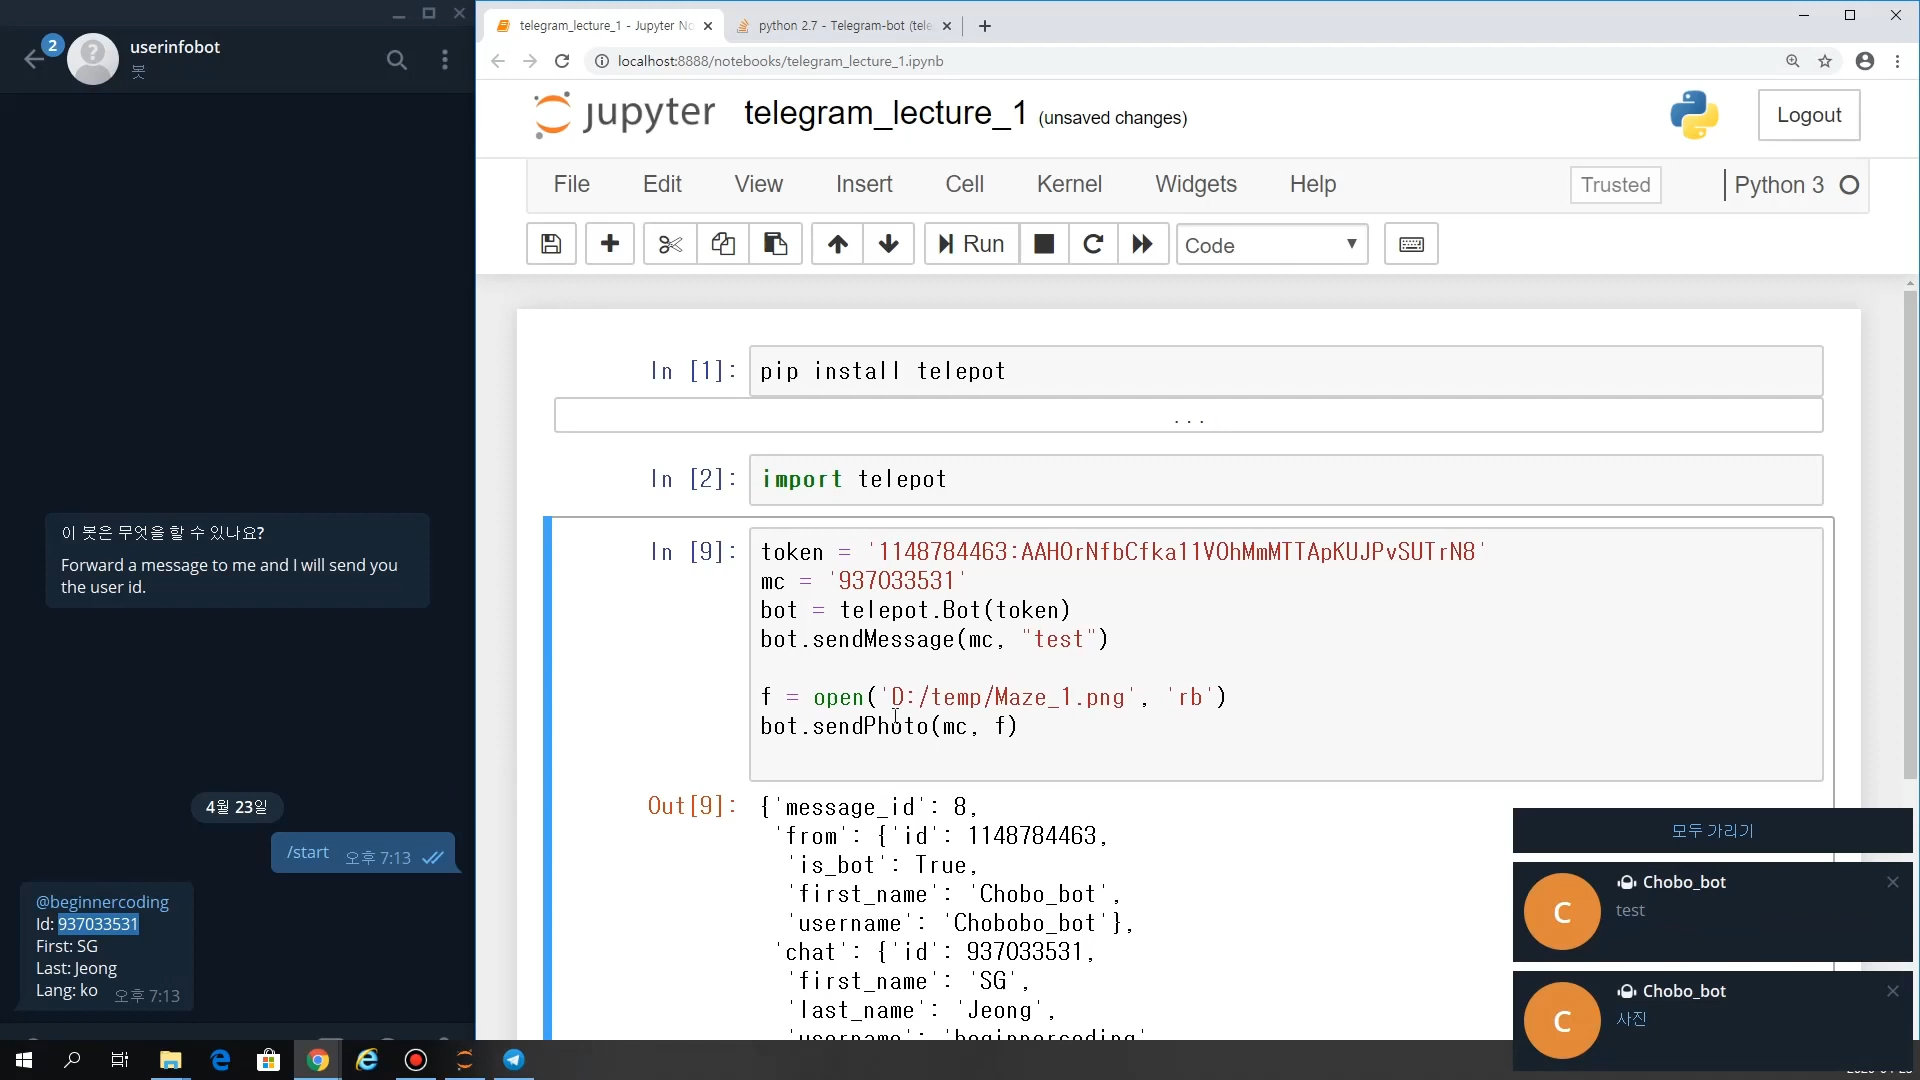 2
userinfobot
봇
이 봇은 무엇을 할 수 있나요?
Forward a message to me and I will send you
the user id.
4월 23일
/start 오후 7:13
@beginnercoding
Id: 937033531
First: SG
Last: Jeong
Lang: ko 오후 7:13
telegram_lecture_1 - Jupyter No
python 2.7 - Telegram-bot (tele
localhost:8888/notebooks/telegram_lecture_1.ipynb
jupyter telegram_lecture_1 (unsaved changes)
Logout
File Edit View Insert Cell Kernel Widgets Help
Trusted
Python 3
Run
Code
In [1]: pip install telepot
...
In [2]: import telepot
In [9]: token = '1148784463:AAHOrNfbCfka11VOhMmMTTApKUJPvSUTrN8'
mc = '937033531'
bot = telepot.Bot(token)
bot.sendMessage(mc, "test")
f = open('D:/temp/Maze_1.png', 'rb')
bot.sendPhoto(mc, f)
Out[9]: {'message_id': 8,
'from': {'id': 1148784463,
'is_bot': True,
'first_name': 'Chobo_bot',
'username': 'Chobobo_bot'},
'chat': {'id': 937033531,
'first_name': 'SG',
'last_name': 'Jeong',
'username': 'beginnercoding'
모두 가리기
C
Chobo_bot
test
C
Chobo_bot
사진